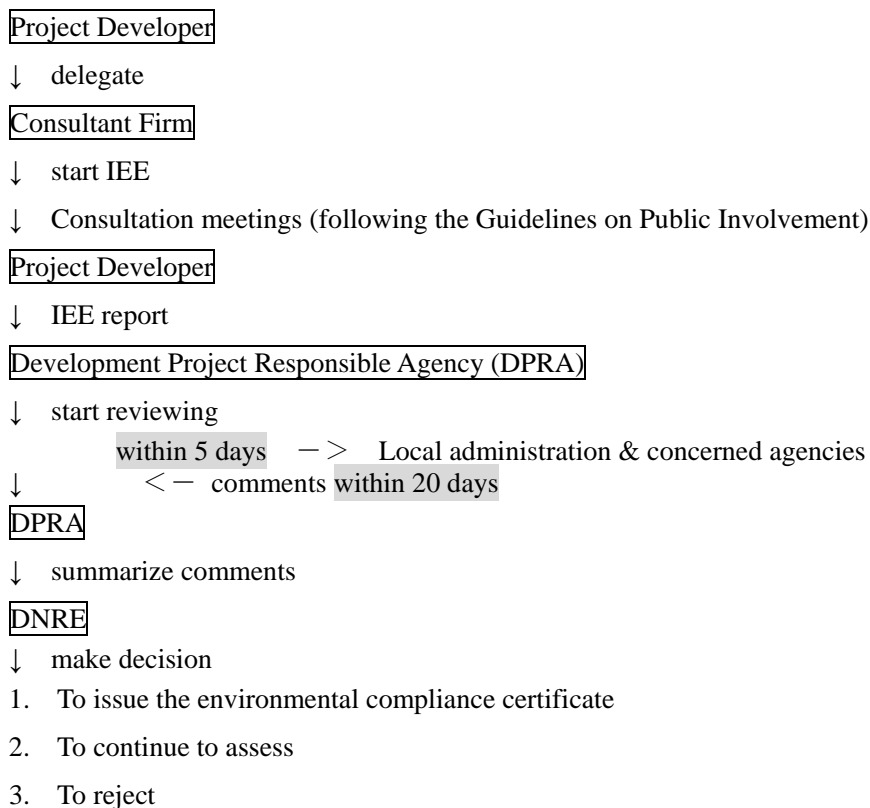 Project Developer
↓ delegate
Consultant Firm
↓ start IEE
↓ Consultation meetings (following the Guidelines on Public Involvement)
Project Developer
↓ IEE report
Development Project Responsible Agency (DPRA)
↓ start reviewing
within 5 days －＞ Local administration & concerned agencies
↓ ＜－ comments within 20 days
DPRA
↓ summarize comments
DNRE
↓ make decision
1. To issue the environmental compliance certificate
2. To continue to assess
3. To reject